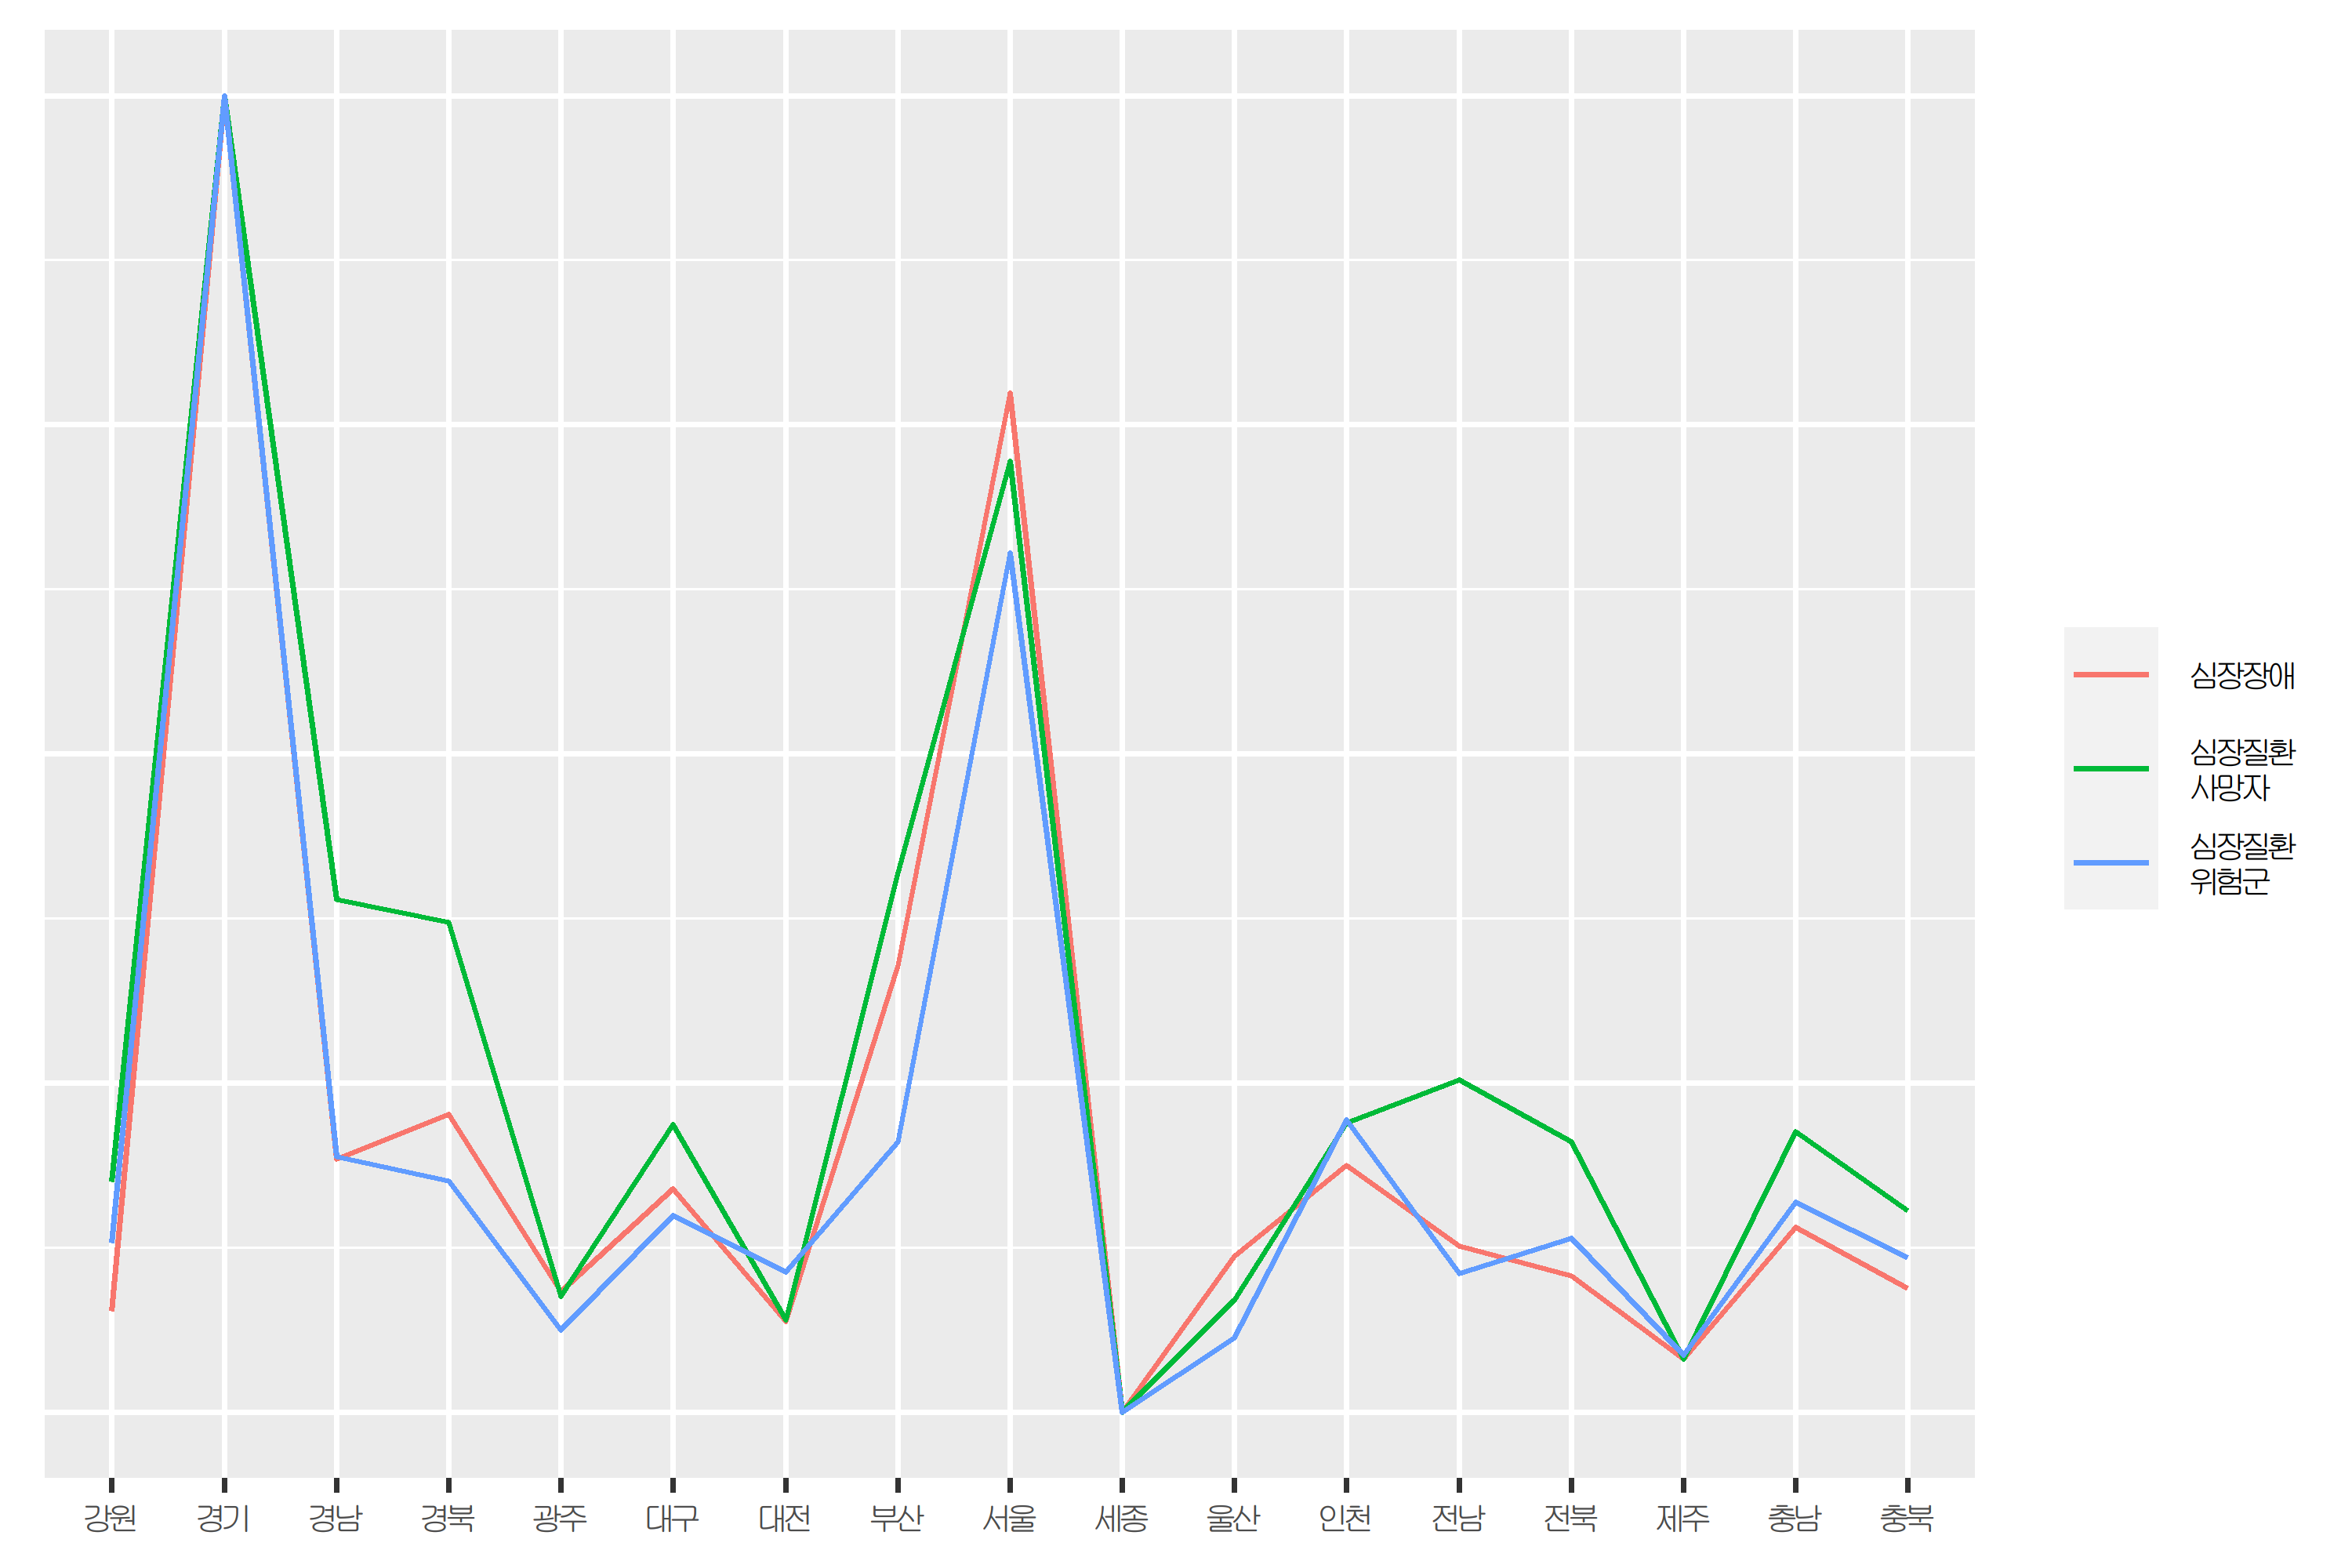 심장장애
심장질환
사망자
심장질환
위험군
강원 경기 경남 경북 광주 대구 대전 부산 서울 세종 울산 인천 전남 전북 제주 충남 충북